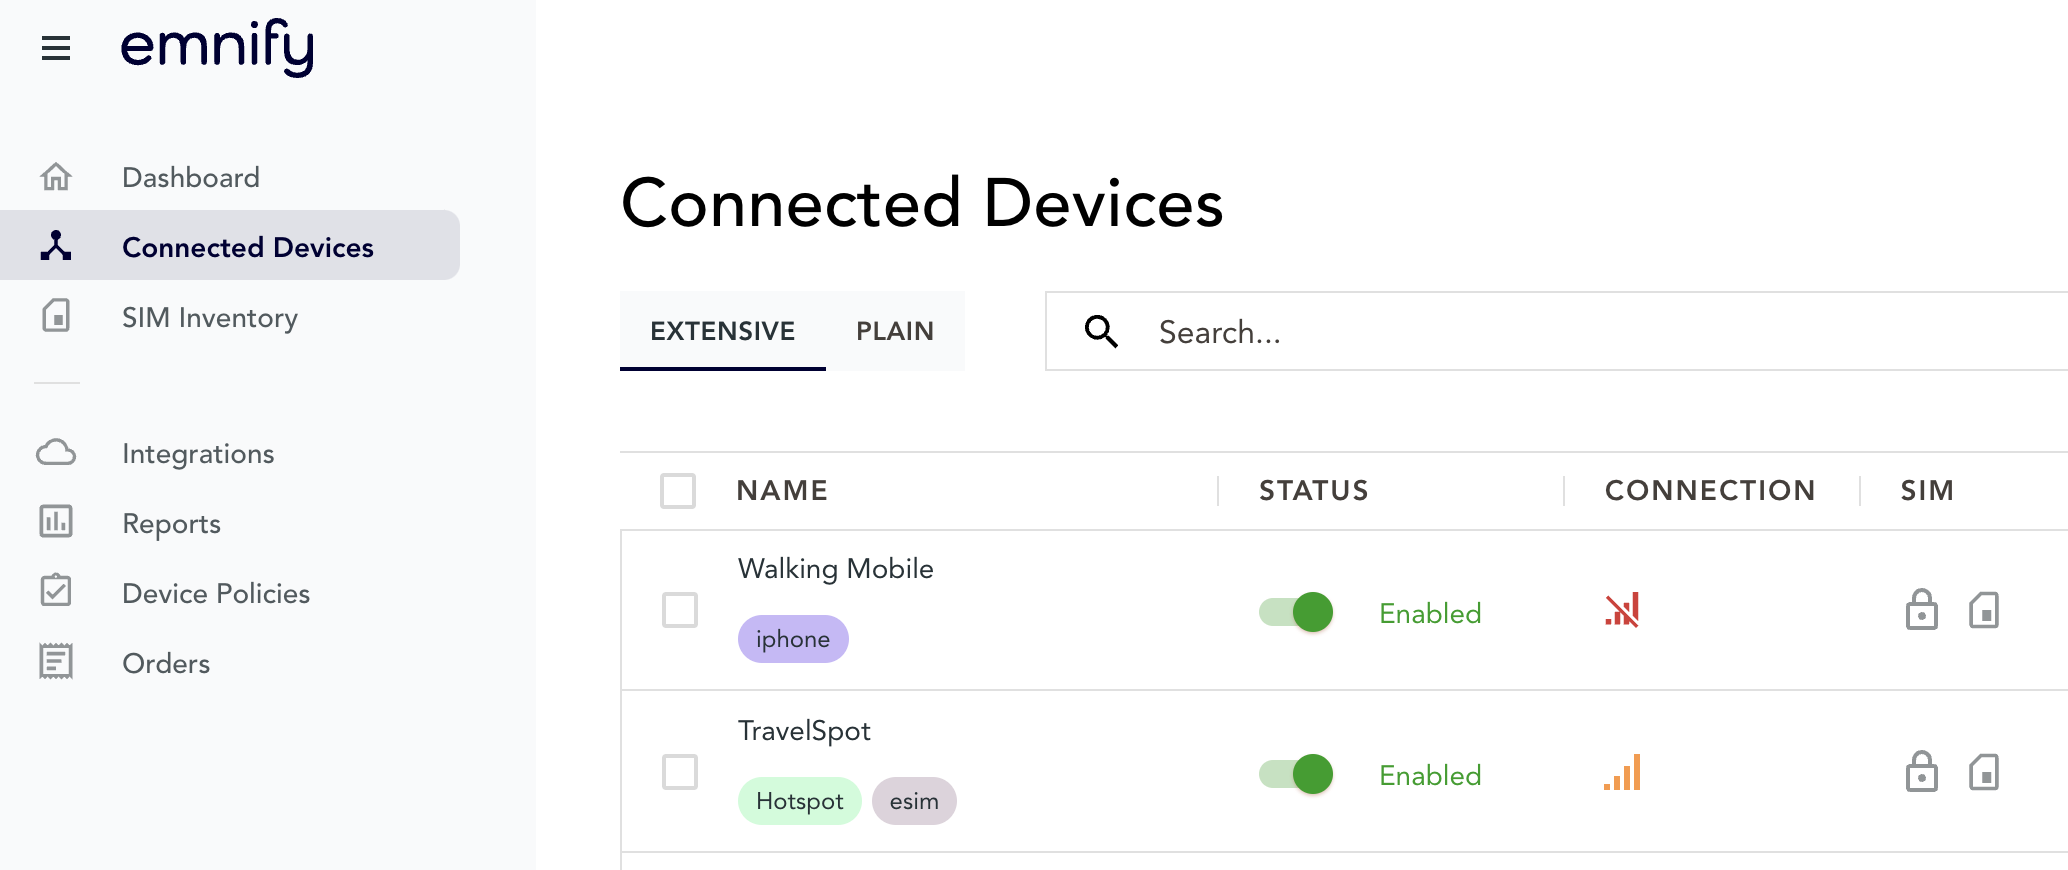 emnify
Dashboard
Connected Devices
SIM Inventory
Integrations
Reports
Device Policies
Orders
Connected Devices
EXTENSIVE PLAIN Search...
NAME STATUS CONNECTION SIM
Walking Mobile
iphone
Enabled
TravelSpot
Hotspot esim
Enabled